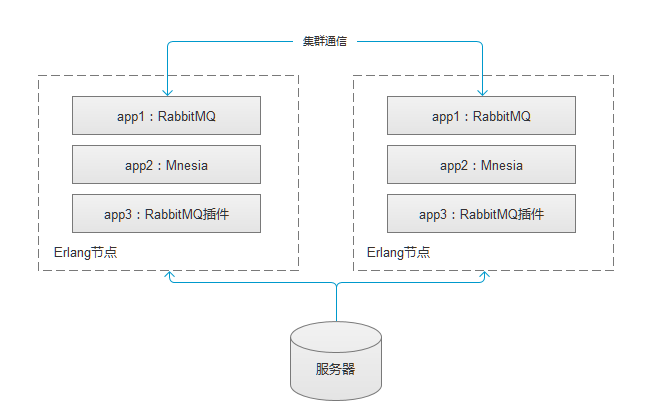 集群通信
app1：RabbitMQ
app2：Mnesia
app3：RabbitMQ插件
Erlang节点
app1：RabbitMQ
app2：Mnesia
app3：RabbitMQ插件
Erlang节点
服务器